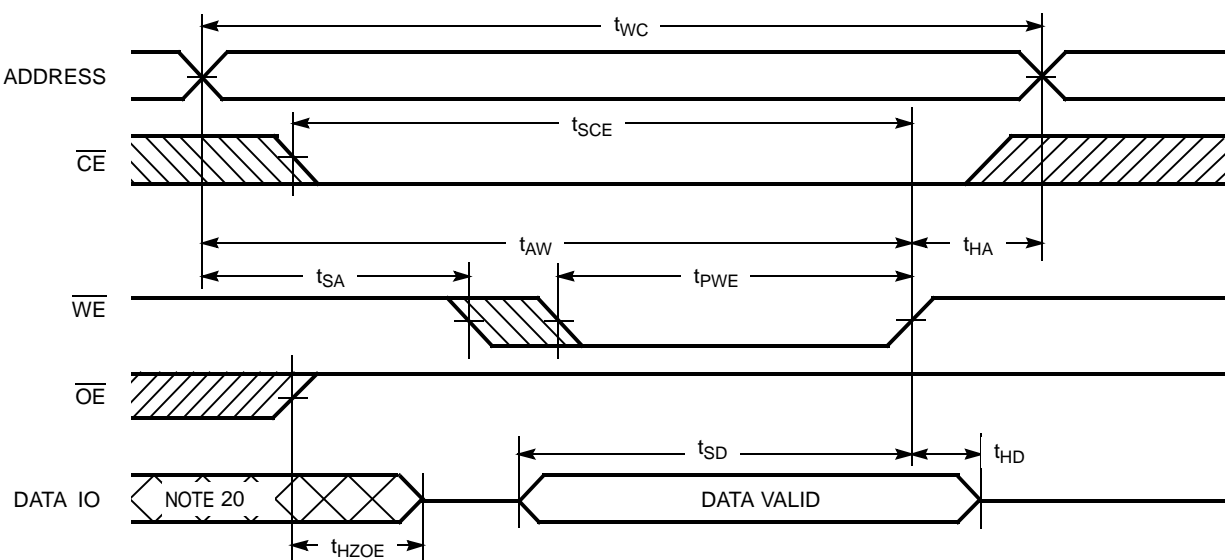 tWC
ADDRESS
tSCE
CE
tAW
tHA
tSA
tPWE
WE
OE
tSD
tHD
DATA IO
NOTE 20
DATA VALID
tHZOE